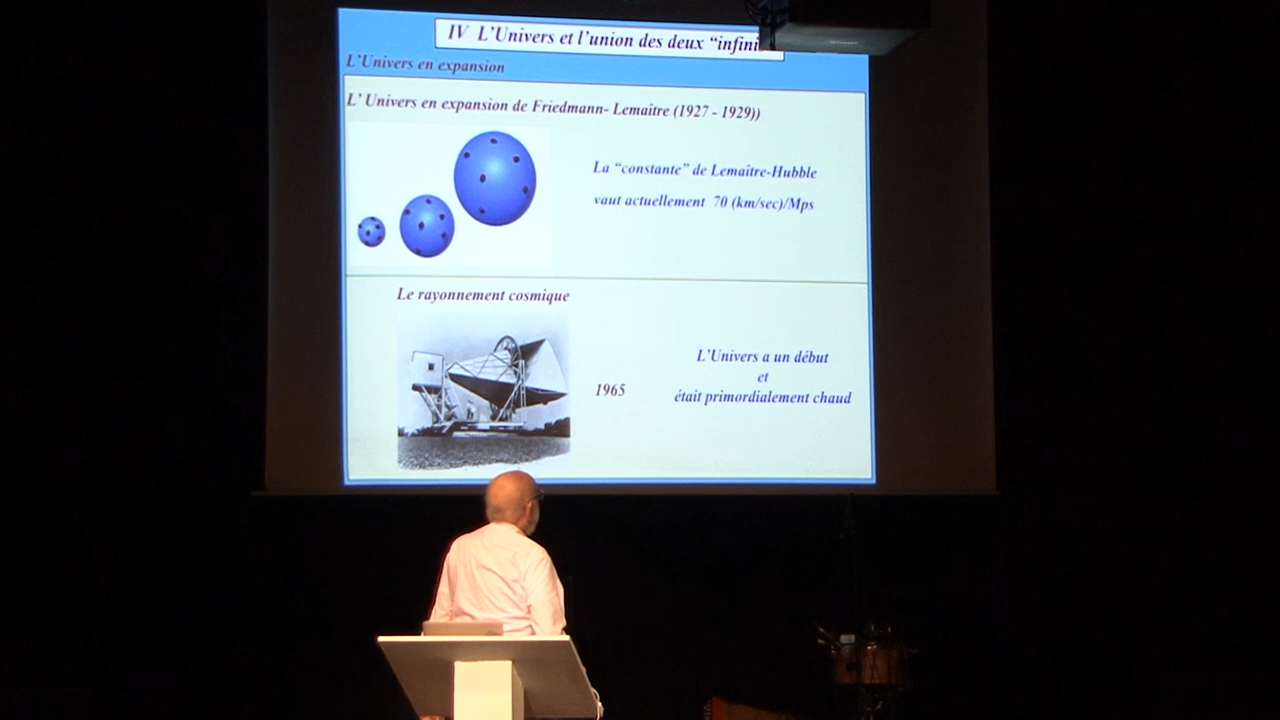 IV L'Univers et l'union des deux “infini
L'Univers en expansion
L' Univers en expansion de Friedmann- Lemaître (1927 - 1929))
La “constante” de Lemaître-Hubble
vaut actuellement 70 (km/sec)/Mps
Le rayonnement cosmique
1965
L'Univers a un début
et
était primordialement chaud